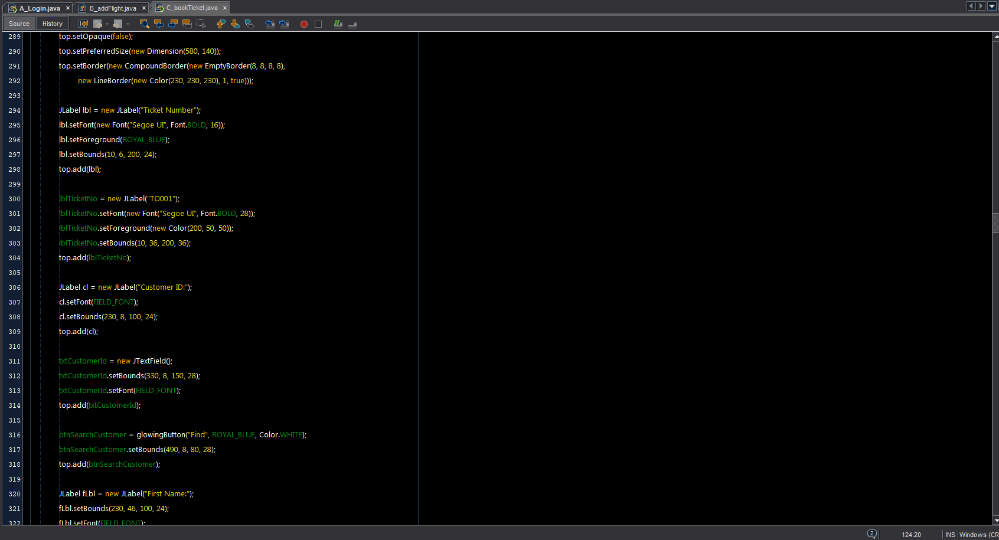 A_Login.java × B_addFlight.java × C_bookTicket.java ×
Source History
289 top.setOpaque(false);
290 top.setPreferredSize(new Dimension(580, 140));
291 top.setBorder(new CompoundBorder(new EmptyBorder(8, 8, 8, 8),
292 new LineBorder(new Color(230, 230, 230), 1, true)));
293
294 JLabel lbl = new JLabel("Ticket Number");
295 lbl.setFont(new Font("Segoe UI", Font.BOLD, 16));
296 lbl.setForeground(ROYAL_BLUE);
297 lbl.setBounds(10, 6, 200, 24);
298 top.add(lbl);
299
300 lblTicketNo = new JLabel("TO001");
301 lblTicketNo.setFont(new Font("Segoe UI", Font.BOLD, 28));
302 lblTicketNo.setForeground(new Color(200, 50, 50));
303 lblTicketNo.setBounds(10, 36, 200, 36);
304 top.add(lblTicketNo);
305
306 JLabel cl = new JLabel("Customer ID:");
307 cl.setFont(FIELD_FONT);
308 cl.setBounds(230, 8, 100, 24);
309 top.add(cl);
310
311 txtCustomerId = new JTextField();
312 txtCustomerId.setBounds(330, 8, 150, 28);
313 txtCustomerId.setFont(FIELD_FONT);
314 top.add(txtCustomerId);
315
316 btnSearchCustomer = glowingButton("Find", ROYAL_BLUE, Color.WHITE);
317 btnSearchCustomer.setBounds(490, 8, 80, 28);
318 top.add(btnSearchCustomer);
319
320 JLabel fLbl = new JLabel("First Name:");
321 fLbl.setBounds(230, 46, 100, 24);
322 fLbl.setFont(FIELD_FONT);
2 124:20 INS Windows (CR